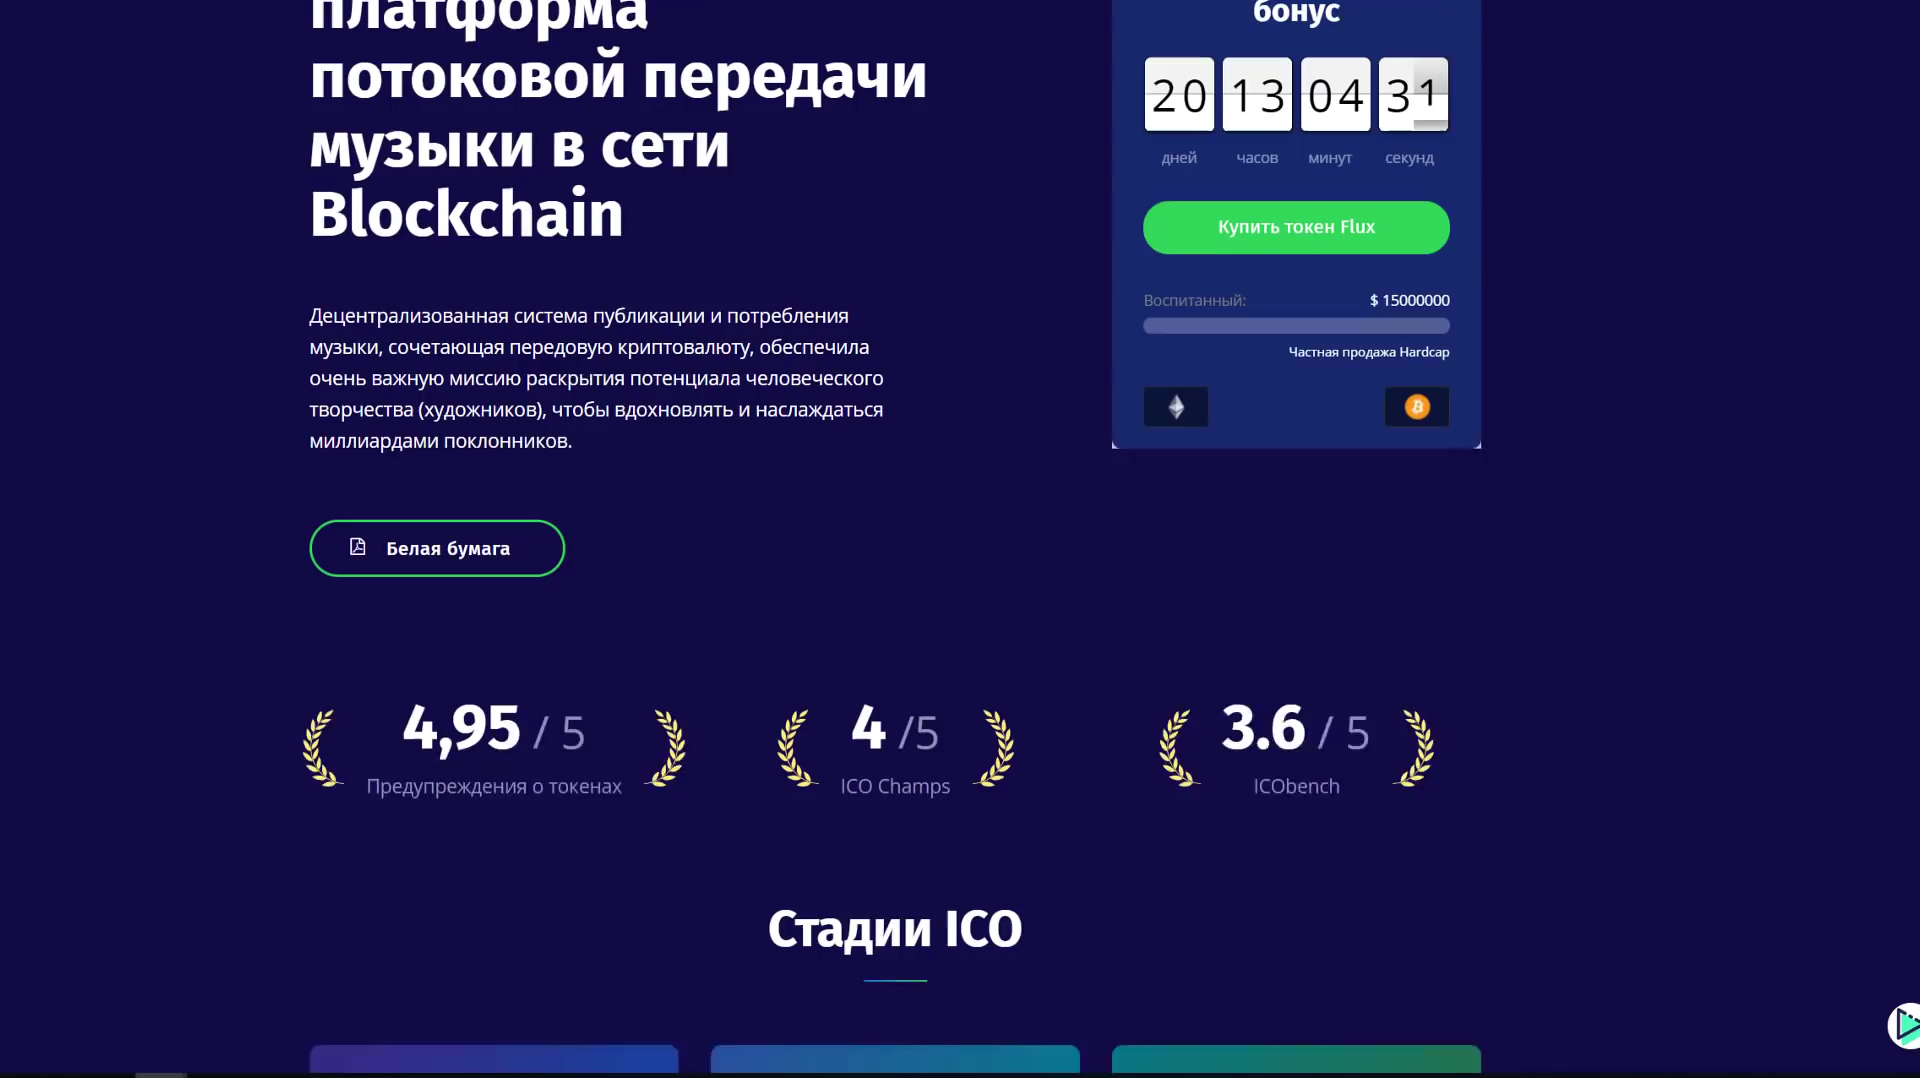 платформа
потоковой передачи
музыки в сети
Blockchain
Децентрализованная система публикации и потребления
музыки, сочетающая передовую криптовалюту, обеспечила
очень важную миссию раскрытия потенциала человеческого
творчества (художников), чтобы вдохновлять и наслаждаться
миллиардами поклонников.
Белая бумага
бонус
20 13 04 31
дней часов минут секунд
Купить токен Flux
Воспитанный: $ 15000000
Частная продажа Hardcap
4,95 / 5
Предупреждения о токенах
4 /5
ICO Champs
3.6 / 5
ICObench
Стадии ICO